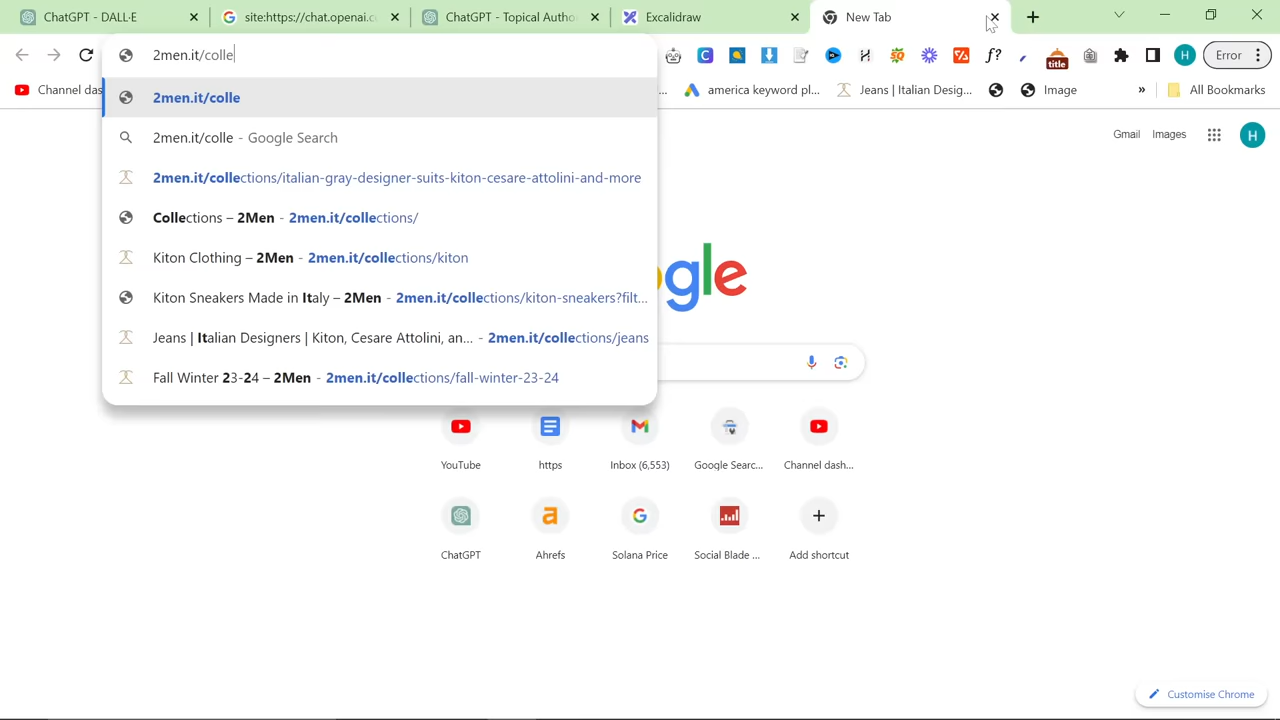 ChatGPT - DALL·E
site:https://chat.openai.c
ChatGPT - Topical Autho
Excalidraw
New Tab
2men.it/colle
title
Error
Channel das
... america keyword pl...
Jeans | Italian Desig...
Image
»
All Bookmarks
2men.it/colle
2men.it/colle - Google Search
2men.it/collections/italian-gray-designer-suits-kiton-cesare-attolini-and-more
Collections – 2Men - 2men.it/collections/
Kiton Clothing – 2Men - 2men.it/collections/kiton
Kiton Sneakers Made in Italy – 2Men - 2men.it/collections/kiton-sneakers?filt...
Jeans | Italian Designers | Kiton, Cesare Attolini, an... - 2men.it/collections/jeans
Fall Winter 23-24 – 2Men - 2men.it/collections/fall-winter-23-24
Gmail Images
H
ogle
YouTube
https
Inbox (6,553)
Google Searc...
Channel dash...
ChatGPT
Ahrefs
Solana Price
Social Blade ...
Add shortcut
Customise Chrome